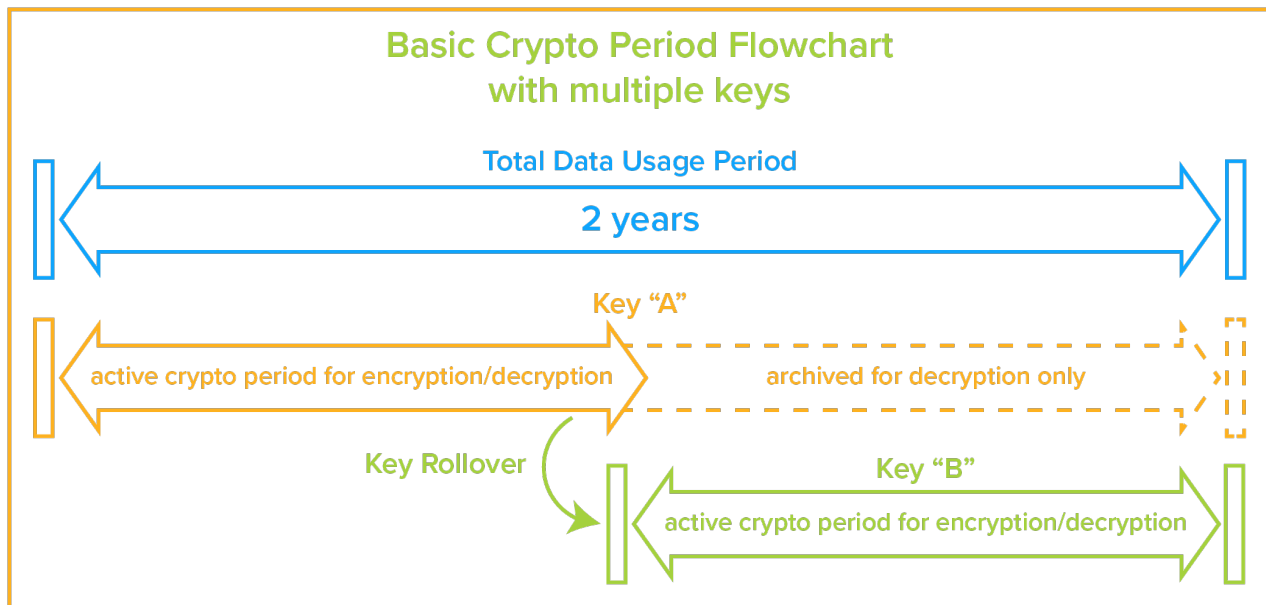 Basic Crypto Period Flowchart
with multiple keys
Total Data Usage Period
2 years
Key “A”
active crypto period for encryption/decryption
archived for decryption only
Key Rollover
Key “B”
active crypto period for encryption/decryption